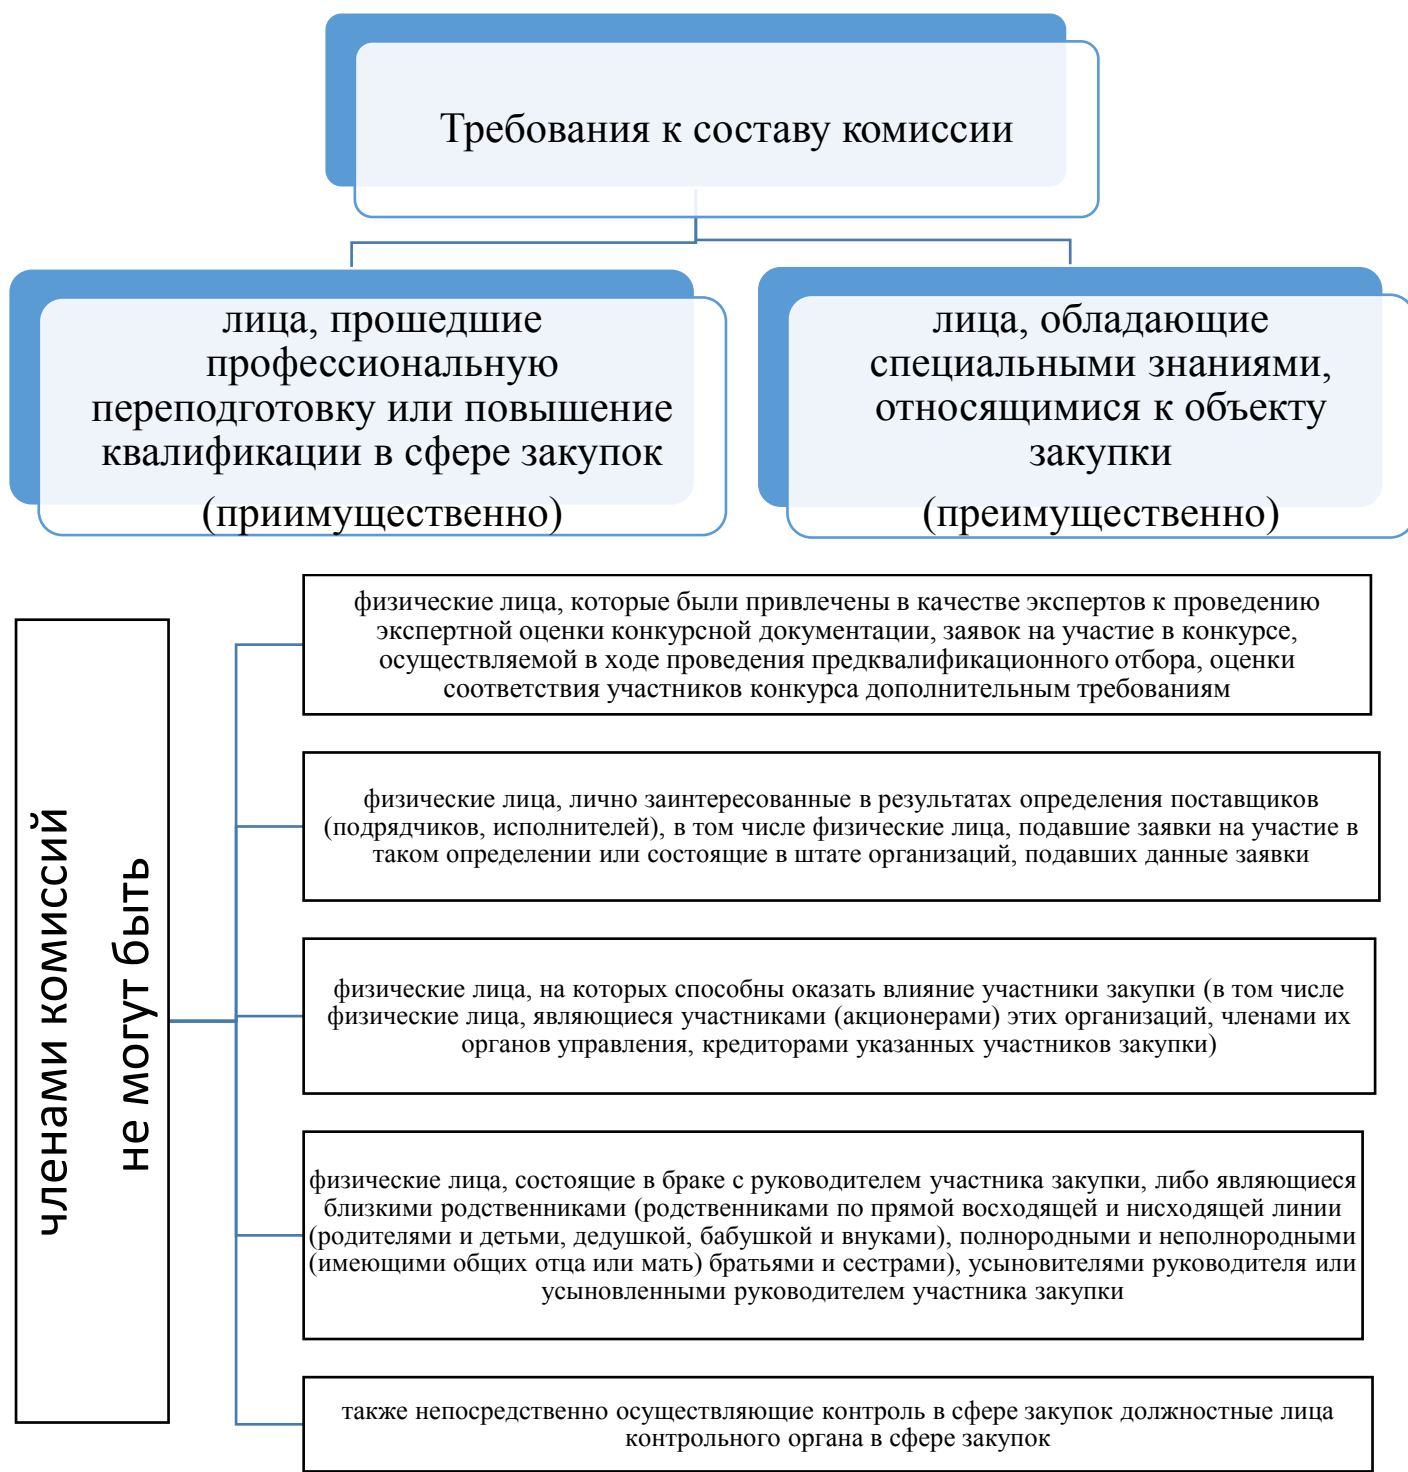 Требования к составу комиссии
лица, прошедшие
профессиональную
переподготовку или повышение
квалификации в сфере закупок
(приимущественно)
лица, обладающие
специальными знаниями,
относящимися к объекту
закупки
(преимущественно)
членами комиссий
не могут быть
физические лица, которые были привлечены в качестве экспертов к проведению
экспертной оценки конкурсной документации, заявок на участие в конкурсе,
осуществляемой в ходе проведения предквалификационного отбора, оценки
соответствия участников конкурса дополнительным требованиям
физические лица, лично заинтересованные в результатах определения поставщиков
(подрядчиков, исполнителей), в том числе физические лица, подавшие заявки на участие в
таком определении или состоящие в штате организаций, подавших данные заявки
физические лица, на которых способны оказать влияние участники закупки (в том числе
физические лица, являющиеся участниками (акционерами) этих организаций, членами их
органов управления, кредиторами указанных участников закупки)
физические лица, состоящие в браке с руководителем участника закупки, либо являющиеся
близкими родственниками (родственниками по прямой восходящей и нисходящей линии
(родителями и детьми, дедушкой, бабушкой и внуками), полнородными и неполнородными
(имеющими общих отца или мать) братьями и сестрами), усыновителями руководителя или
усыновленными руководителем участника закупки
также непосредственно осуществляющие контроль в сфере закупок должностные лица
контрольного органа в сфере закупок